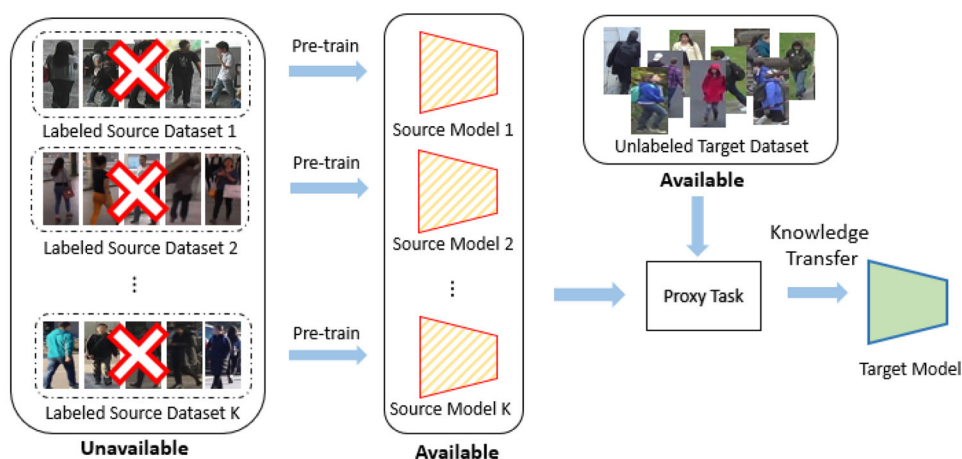 Labeled Source Dataset 1
Labeled Source Dataset 2
...
Labeled Source Dataset K
Unavailable
Pre-train
Pre-train
Pre-train
Source Model 1
Source Model 2
...
Source Model K
Available
Unlabeled Target Dataset
Available
Proxy Task
Knowledge
Transfer
Target Model